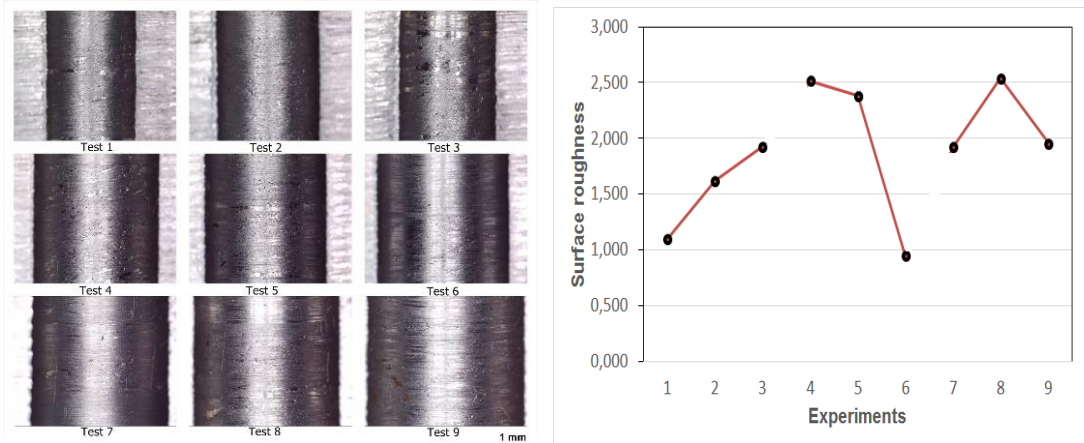 Test 1
Test 2
Test 3
Test 4
Test 5
Test 6
Test 7
Test 8
Test 9
1 mm
Surface roughness
3,000
2,500
2,000
1,500
1,000
0,500
0,000
1 2 3 4 5 6 7 8 9
Experiments